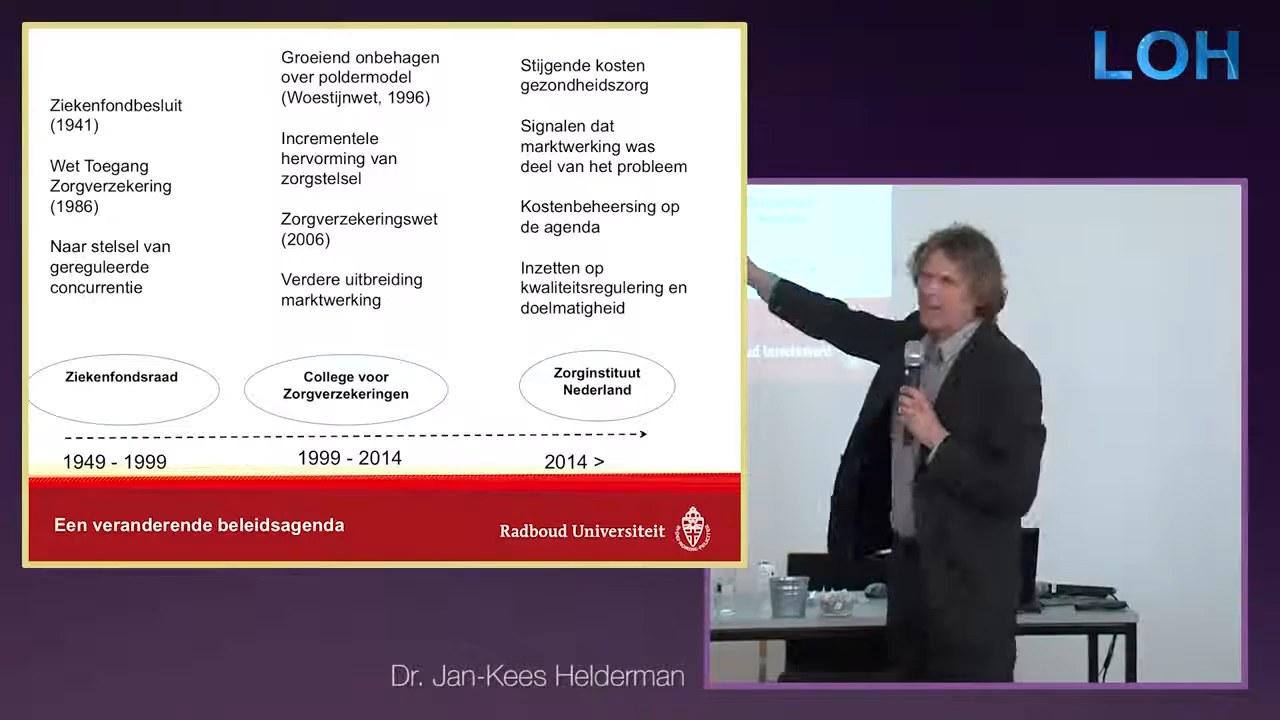 LOH
Ziekenfondbesluit
(1941)
Wet Toegang
Zorgverzekering
(1986)
Naar stelsel van
gereguleerde
concurrentie
Groeiend onbehagen
over poldermodel
(Woestijnwet, 1996)
Incrementele
hervorming van
zorgstelsel
Zorgverzekeringswet
(2006)
Verdere uitbreiding
marktwerking
Stijgende kosten
gezondheidszorg
Signalen dat
marktwerking was
deel van het probleem
Kostenbeheersing op
de agenda
Inzetten op
kwaliteitsregulering en
doelmatigheid
Ziekenfondsraad
College voor
Zorgverzekeringen
Zorginstituut
Nederland
1949 - 1999
1999 - 2014
2014 >
Een veranderende beleidsagenda
Radboud Universiteit
Dr. Jan-Kees Helderman